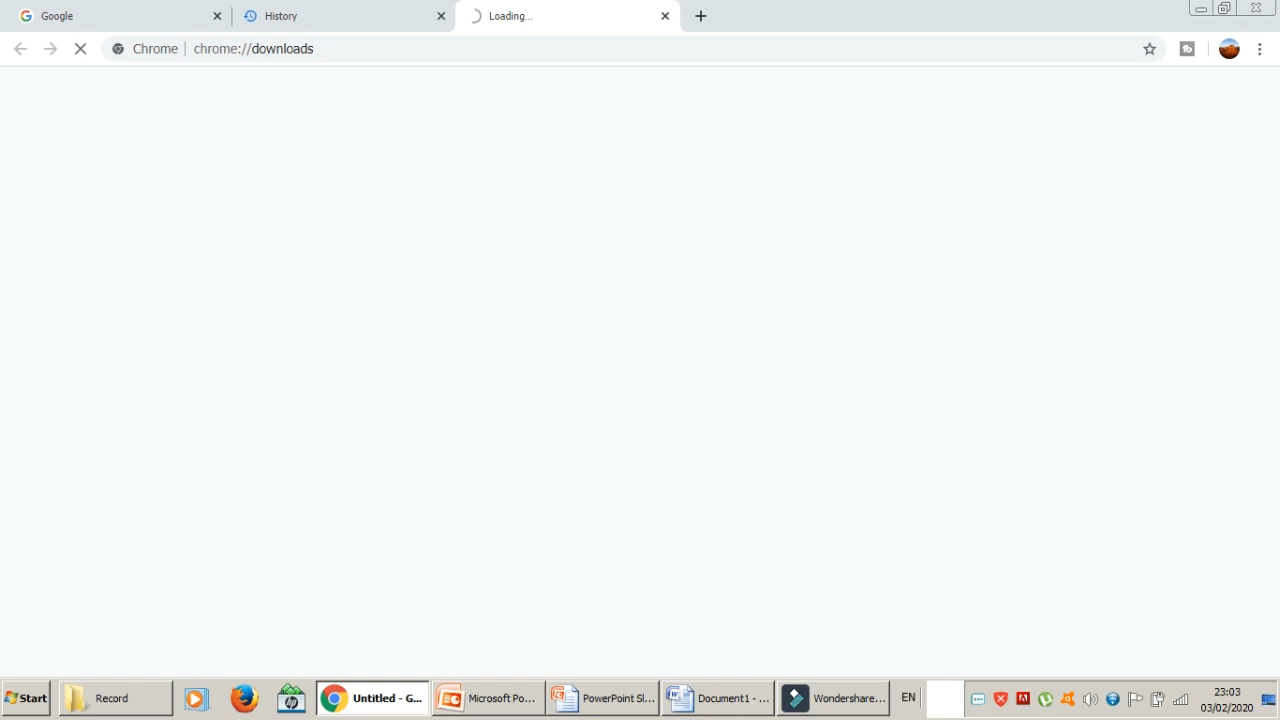 Google
History
Loading...
Chrome
chrome://downloads
Start
Record
Untitled - G...
Microsoft Po...
PowerPoint Sl...
Document1 - ...
Wondershare...
EN
23:03
03/02/2020